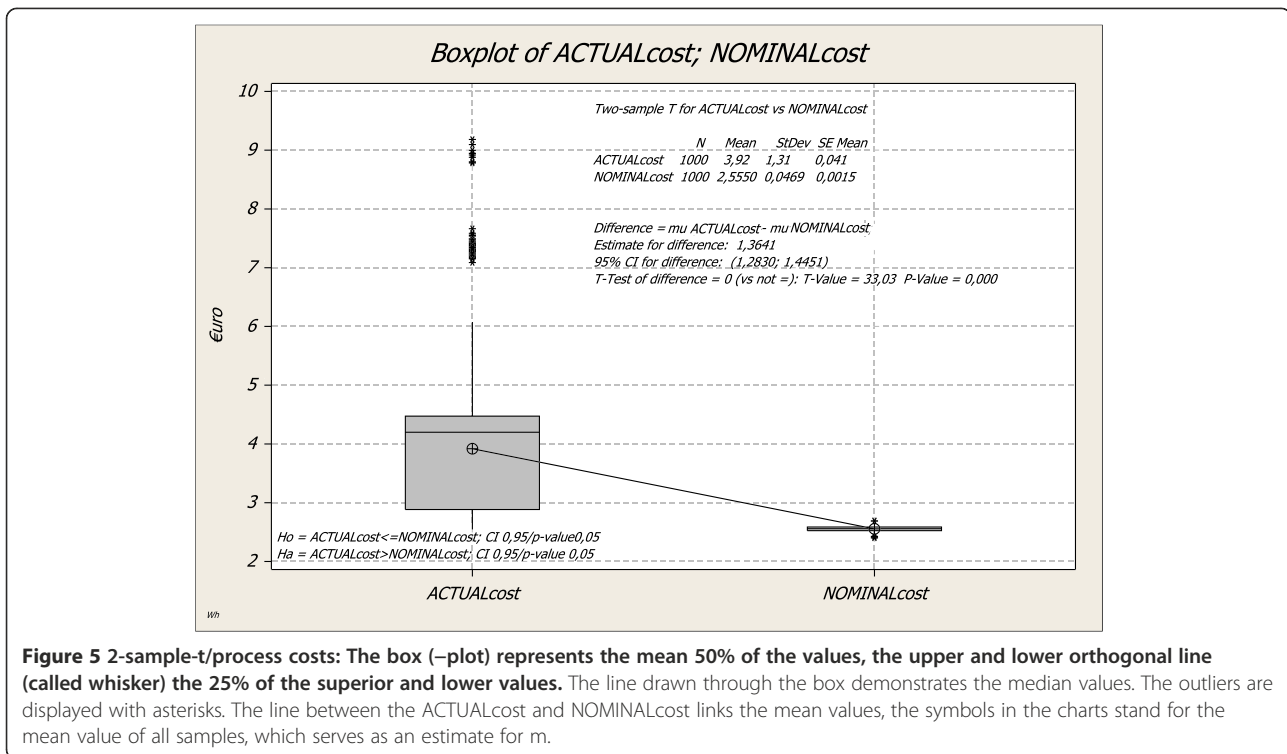 Boxplot of ACTUALcost; NOMINALcost
10
9
8
7
6
5
4
3
2
€uro
Two-sample T for ACTUALcost vs NOMINALcost
N Mean StDev SE Mean
ACTUALcost 1000 3,92 1,31 0,041
NOMINALcost 1000 2,5550 0,0469 0,0015
Difference = mu ACTUALcost - mu NOMINALcost
Estimate for difference: 1,3641
95% CI for difference: (1,2830; 1,4451)
T-Test of difference = 0 (vs not =): T-Value = 33,03 P-Value = 0,000
Ho = ACTUALcost<=NOMINALcost; CI 0,95/p-value0,05
Ha = ACTUALcost>NOMINALcost; CI 0,95/p-value 0,05
ACTUALcost NOMINALcost
Wh
Figure 5 2-sample-t/process costs: The box (–plot) represents the mean 50% of the values, the upper and lower orthogonal line
(called whisker) the 25% of the superior and lower values. The line drawn through the box demonstrates the median values. The outliers are
displayed with asterisks. The line between the ACTUALcost and NOMINALcost links the mean values, the symbols in the charts stand for the
mean value of all samples, which serves as an estimate for m.